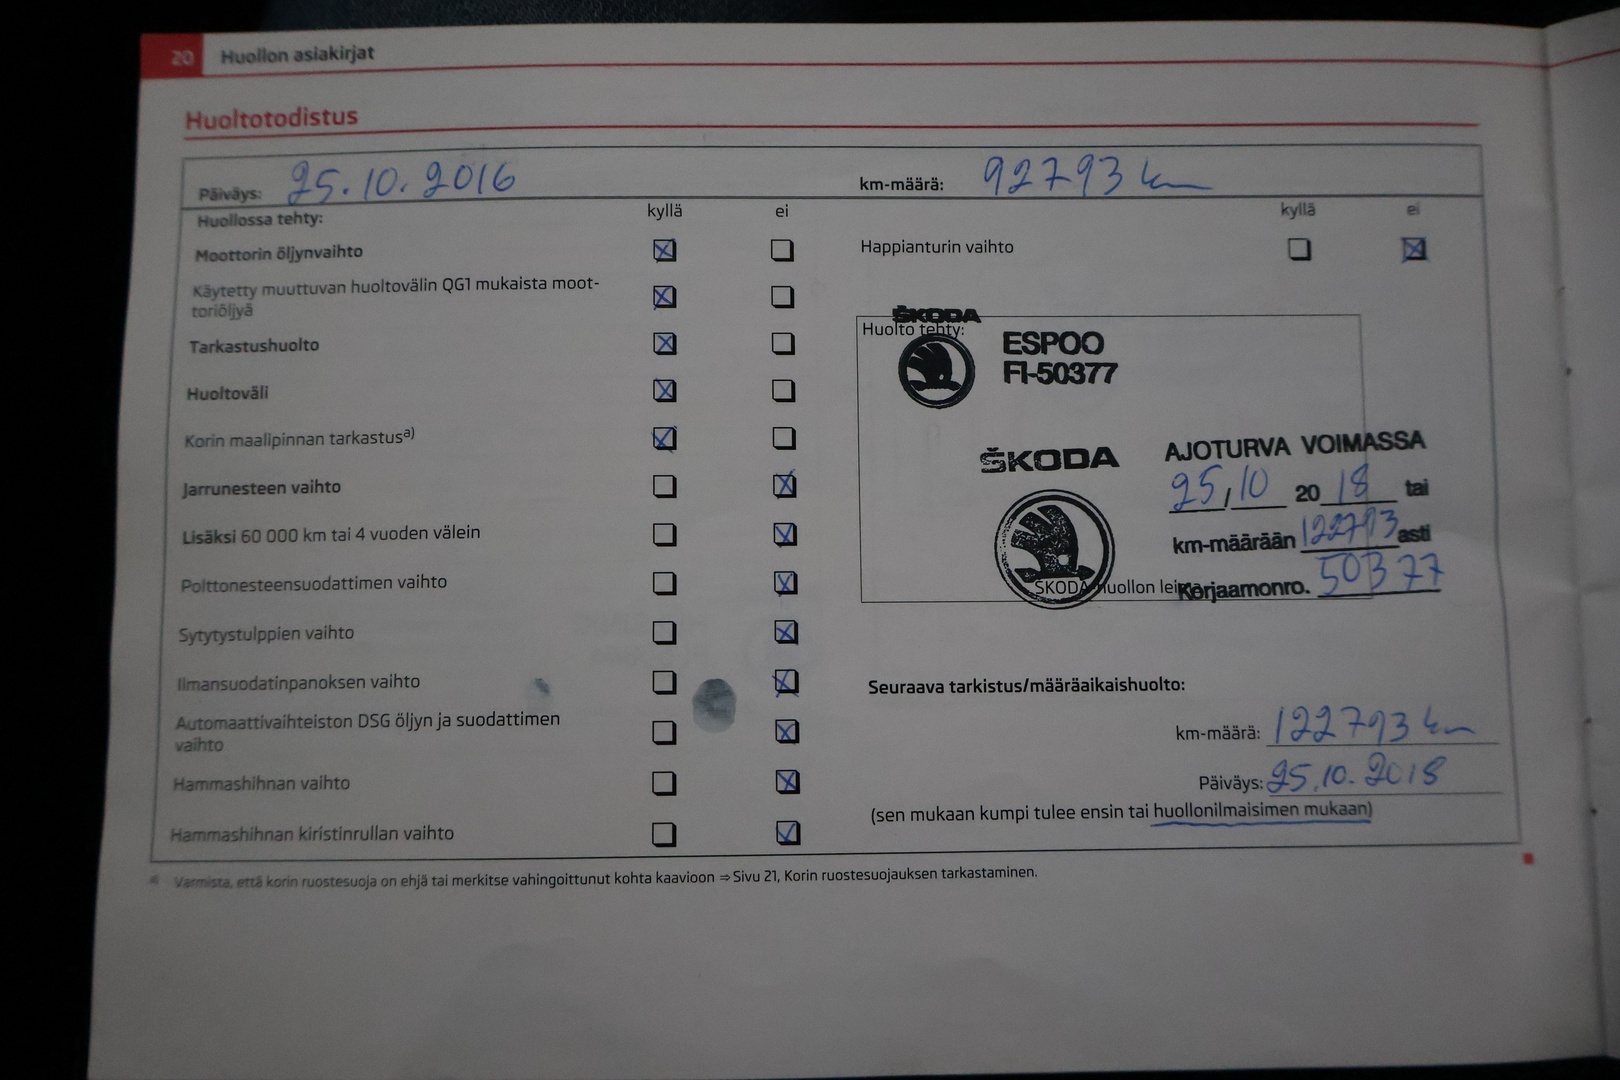 20 Huollon asiakirjat
Huoltotodistus
Päiväys: 25.10.2016 km-määrä: 92793 km
Huollossa tehty: kyllä ei kyllä ei
Moottorin öljynvaihto
Happianturin vaihto
Käytetty muuttuvan huoltovälin QG1 mukaista moot-
toriöljyä
Tarkastushuolto
Huoltoväli
Korin maalipinnan tarkastus a)
Jarrunesteen vaihto
Lisäksi 60 000 km tai 4 vuoden välein
Polttonesteensuodattimen vaihto
Sytytystulppien vaihto
Ilmansuodatinpanoksen vaihto
Automaattivaihteiston DSG öljyn ja suodattimen
vaihto
Hammashihnan vaihto
Hammashihnan kiristinrullan vaihto
ŠKODA
Huolto tehty:
ESPOO
FI-50377
ŠKODA
AJOTURVA VOIMASSA
25/10 2018 tai
km-määrään 122793 asti
ŠKODA Huollon
Korjaamonro. 50377
Seuraava tarkistus/määräaikaishuolto:
km-määrä: 122793 km
Päiväys: 25.10.2018
(sen mukaan kumpi tulee ensin tai huollonilmaisimen mukaan)
a) Varmista, että korin ruostesuoja on ehjä tai merkitse vahingoittunut kohta kaavioon ⇒ Sivu 21, Korin ruostesuojauksen tarkastaminen.